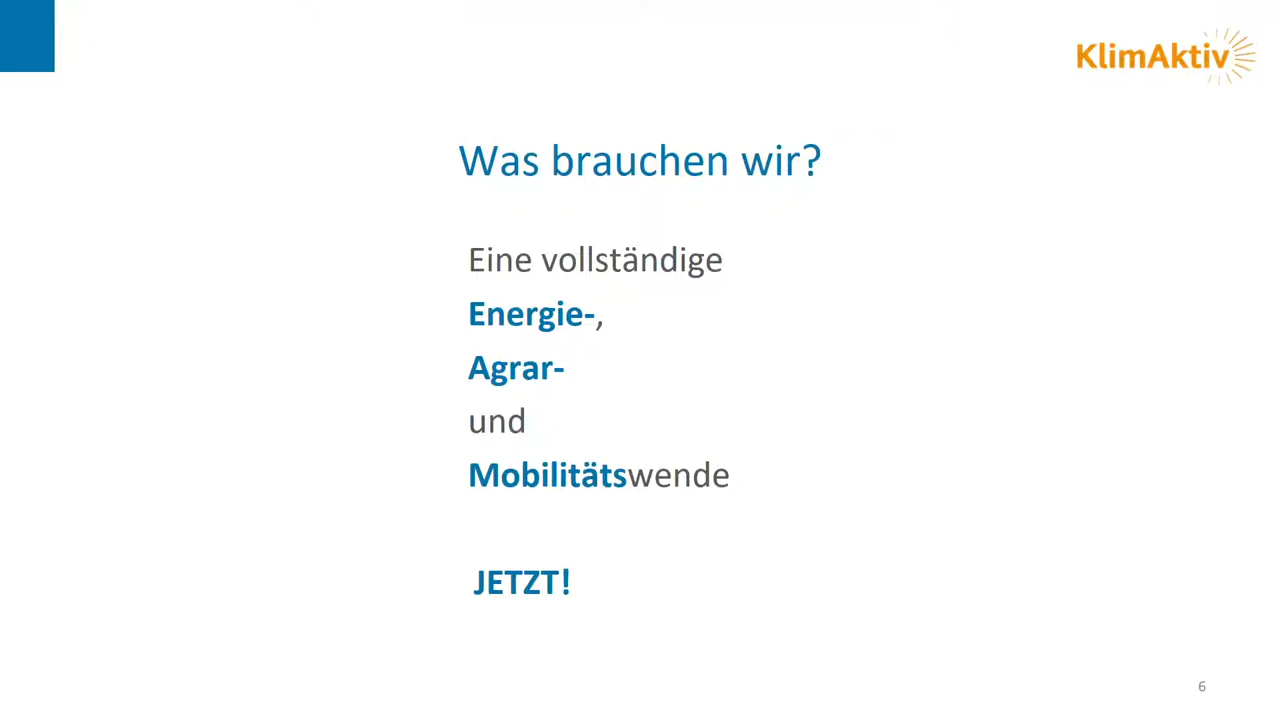 KlimAktiv
Was brauchen wir?
Eine vollständige
Energie-,
Agrar-
und
Mobilitätswende
JETZT!
6